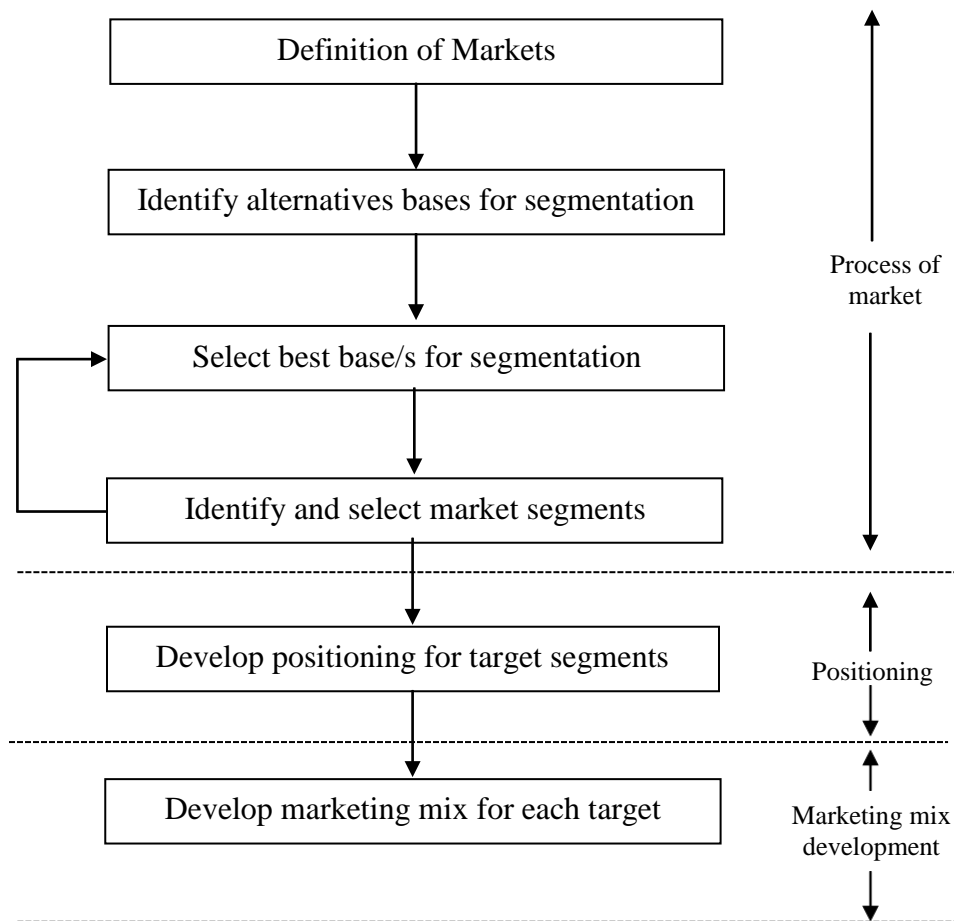 Definition of Markets
Identify alternatives bases for segmentation
Process of
market
Select best base/s for segmentation
Identify and select market segments
Develop positioning for target segments
Positioning
Develop marketing mix for each target
Marketing mix
development